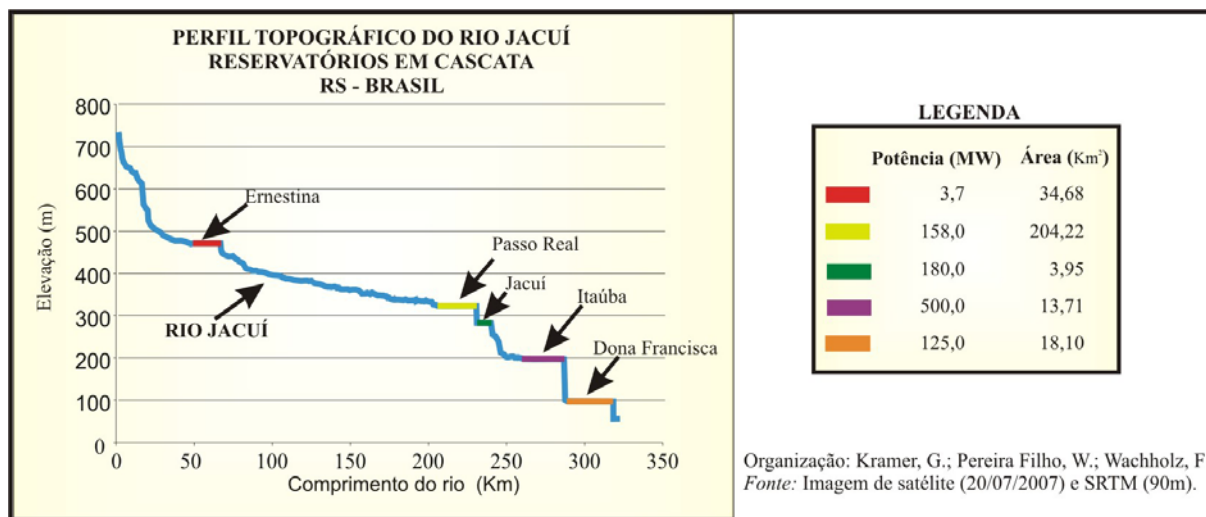 PERFIL TOPOGRÁFICO DO RIO JACUÍ
RESERVATÓRIOS EM CASCATA
RS - BRASIL
Elevação (m)
800
700
600
500
400
300
200
100
0
Ernestina
RIO JACUÍ
Passo Real
Jacuí
Itaúba
Dona Francisca
0 50 100 150 200 250 300 350
Comprimento do rio (Km)
LEGENDA
Potência (MW) Área (Km²)
3,7 34,68
158,0 204,22
180,0 3,95
500,0 13,71
125,0 18,10
Organização: Kramer, G.; Pereira Filho, W.; Wachholz, F
Fonte: Imagem de satélite (20/07/2007) e SRTM (90m).